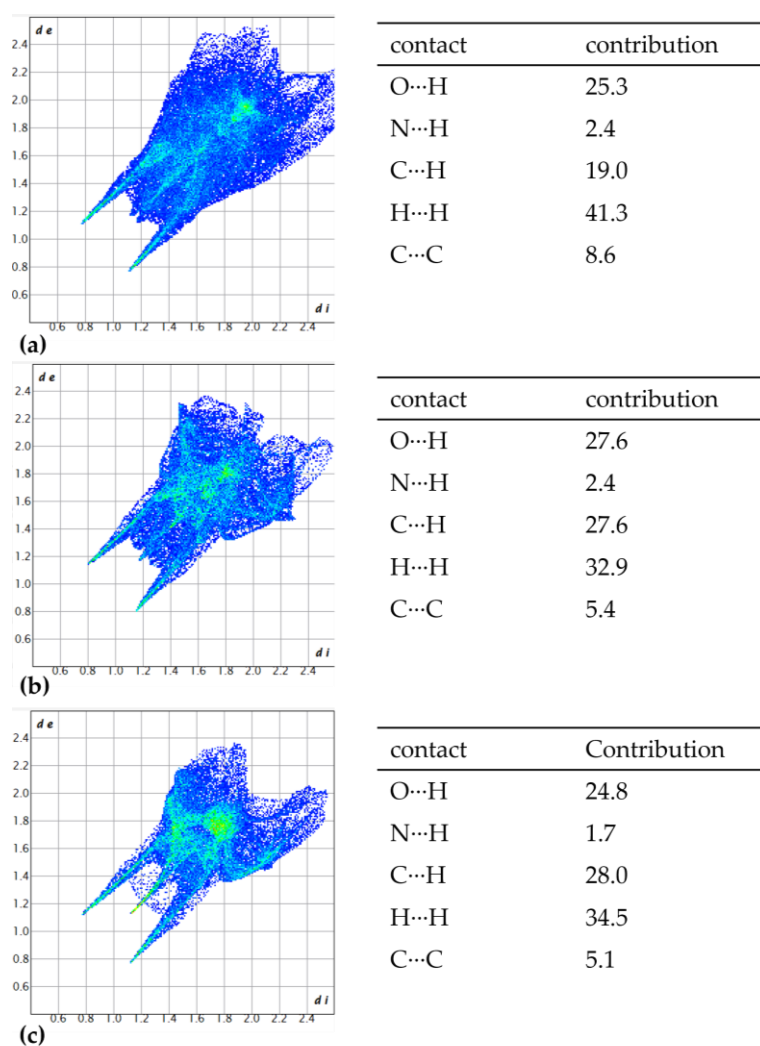 d e
2.4
2.2
2.0
1.8
1.6
1.4
1.2
1.0
0.8
0.6
d i
0.6 0.8 1.0 1.2 1.4 1.6 1.8 2.0 2.2 2.4
(a)
contact contribution
O···H 25.3
N···H 2.4
C···H 19.0
H···H 41.3
C···C 8.6
d e
2.4
2.2
2.0
1.8
1.6
1.4
1.2
1.0
0.8
0.6
d i
0.6 0.8 1.0 1.2 1.4 1.6 1.8 2.0 2.2 2.4
(b)
contact contribution
O···H 27.6
N···H 2.4
C···H 27.6
H···H 32.9
C···C 5.4
d e
2.4
2.2
2.0
1.8
1.6
1.4
1.2
1.0
0.8
0.6
d i
0.6 0.8 1.0 1.2 1.4 1.6 1.8 2.0 2.2 2.4
(c)
contact Contribution
O···H 24.8
N···H 1.7
C···H 28.0
H···H 34.5
C···C 5.1